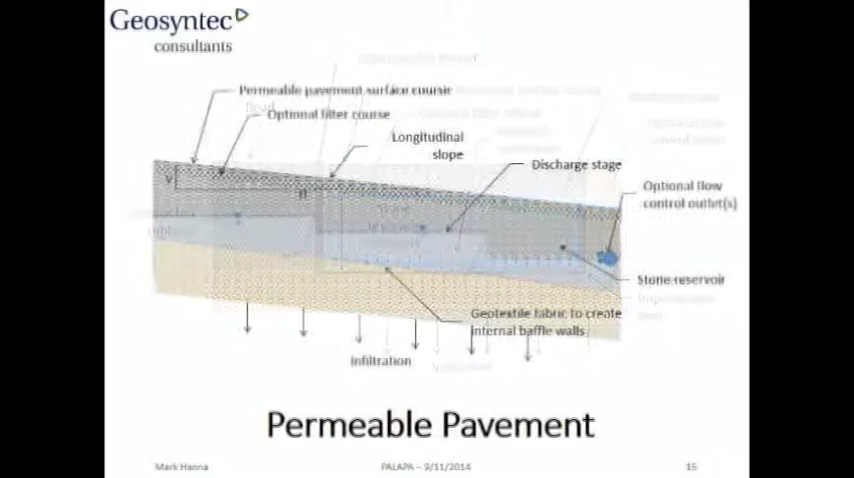 Geosyntec
consultants
Permeable pavement surface course
Optional filter course
Longitudinal
slope
Discharge stage
Optional flow
control outlet(s)
V
H
Stone reservoir
Geotextile fabric to create
internal baffle walls
Infiltration
Permeable Pavement
Mark Hanna
PALAPA – 9/11/2014
15